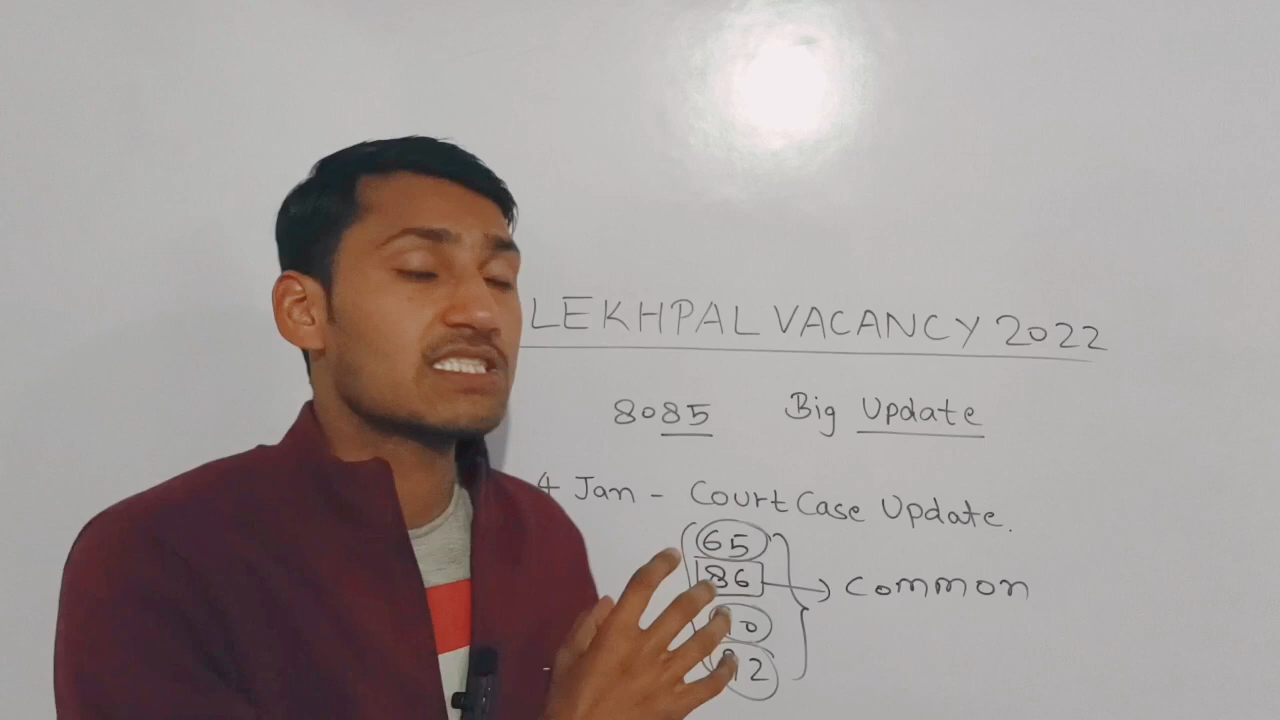 LEKHPAL VACANCY 2022
8085 Big Update
4 Jan - Court Case Update.
65
86 → common